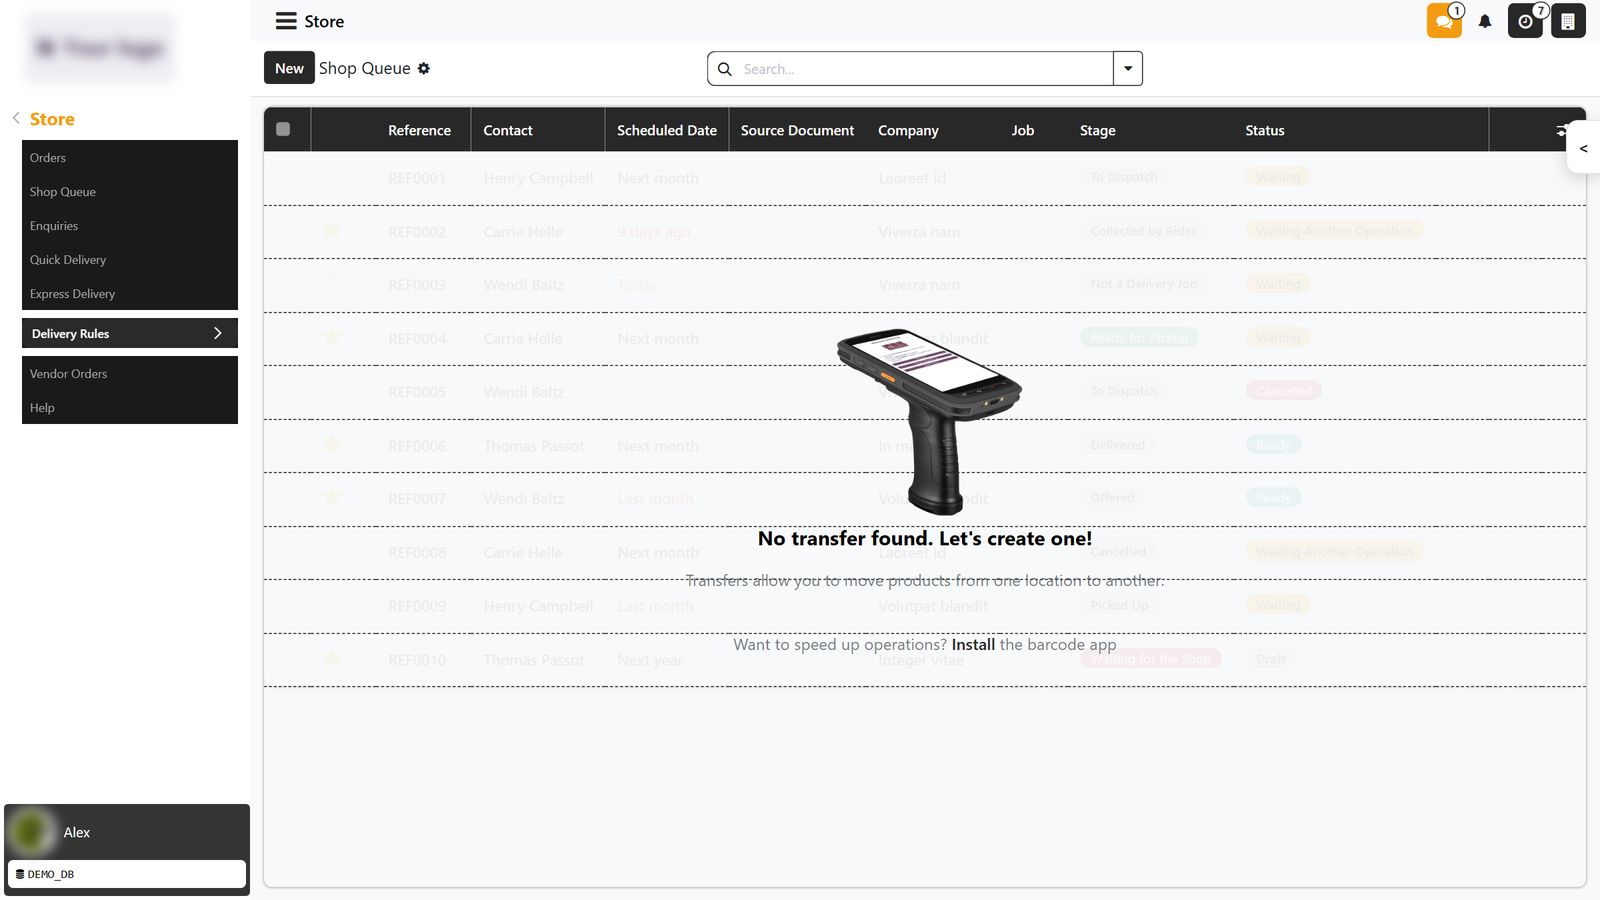 Store
1
7
New Shop Queue
Search...
Store
Orders
Shop Queue
Enquiries
Quick Delivery
Express Delivery
Delivery Rules
Vendor Orders
Help
Alex
DEMO_DB
Reference Contact Scheduled Date Source Document Company Job Stage Status
REF0001 Henry Campbell Next month Laoreet id To Dispatch Waiting
REF0002 Carrie Helle 9 days ago Viverra nam Collected by Rider Waiting Another Operation
REF0003 Wendi Baltz Today Viverra nam Not a Delivery Job Waiting
REF0004 Carrie Helle Next month blandit Ready for Pickup Waiting
REF0005 Wendi Baltz To Dispatch Cancelled
REF0006 Thomas Passot Next month In Delivered Ready
REF0007 Wendi Baltz Last month Offered Ready
No transfer found. Let's create one!
REF0008 Carrie Helle Next month Laoreet id Cancelled Waiting Another Operation
Transfers allow you to move products from one location to another.
REF0009 Henry Campbell Last month Volutpat blandit Picked Up Waiting
Want to speed up operations? Install the barcode app
REF0010 Thomas Passot Next year Integer vitae Waiting for the Shop Draft